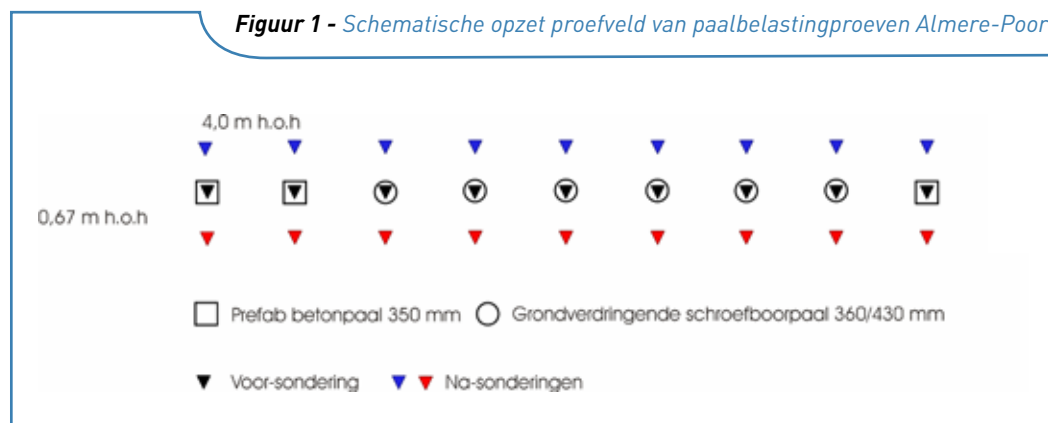 Figuur 1 - Schematische opzet proefveld van paalbelastingproeven Almere-Poor
4,0 m h.o.h
0,67 m h.o.h
Prefab betonpaal 350 mm Grondverdringende schroefboorpaal 360/430 mm
Voor-sondering Na-sonderingen